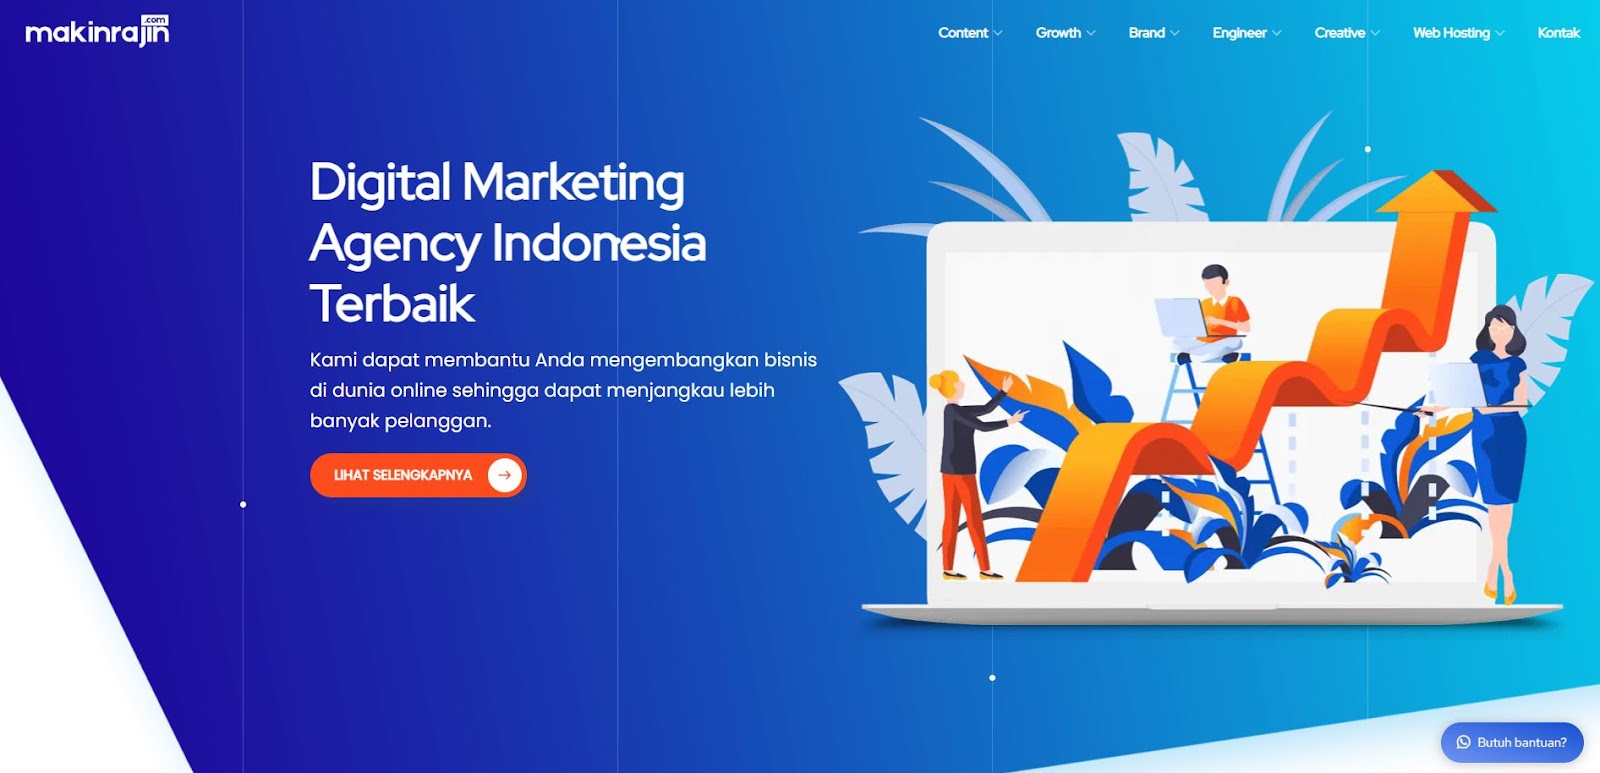 makinrajin
.com
Content
Growth
Brand
Engineer
Creative
Web Hosting
Kontak
Digital Marketing
Agency Indonesia
Terbaik
Kami dapat membantu Anda mengembangkan bisnis
di dunia online sehingga dapat menjangkau lebih
banyak pelanggan.
LIHAT SELENGKAPNYA
Butuh bantuan?